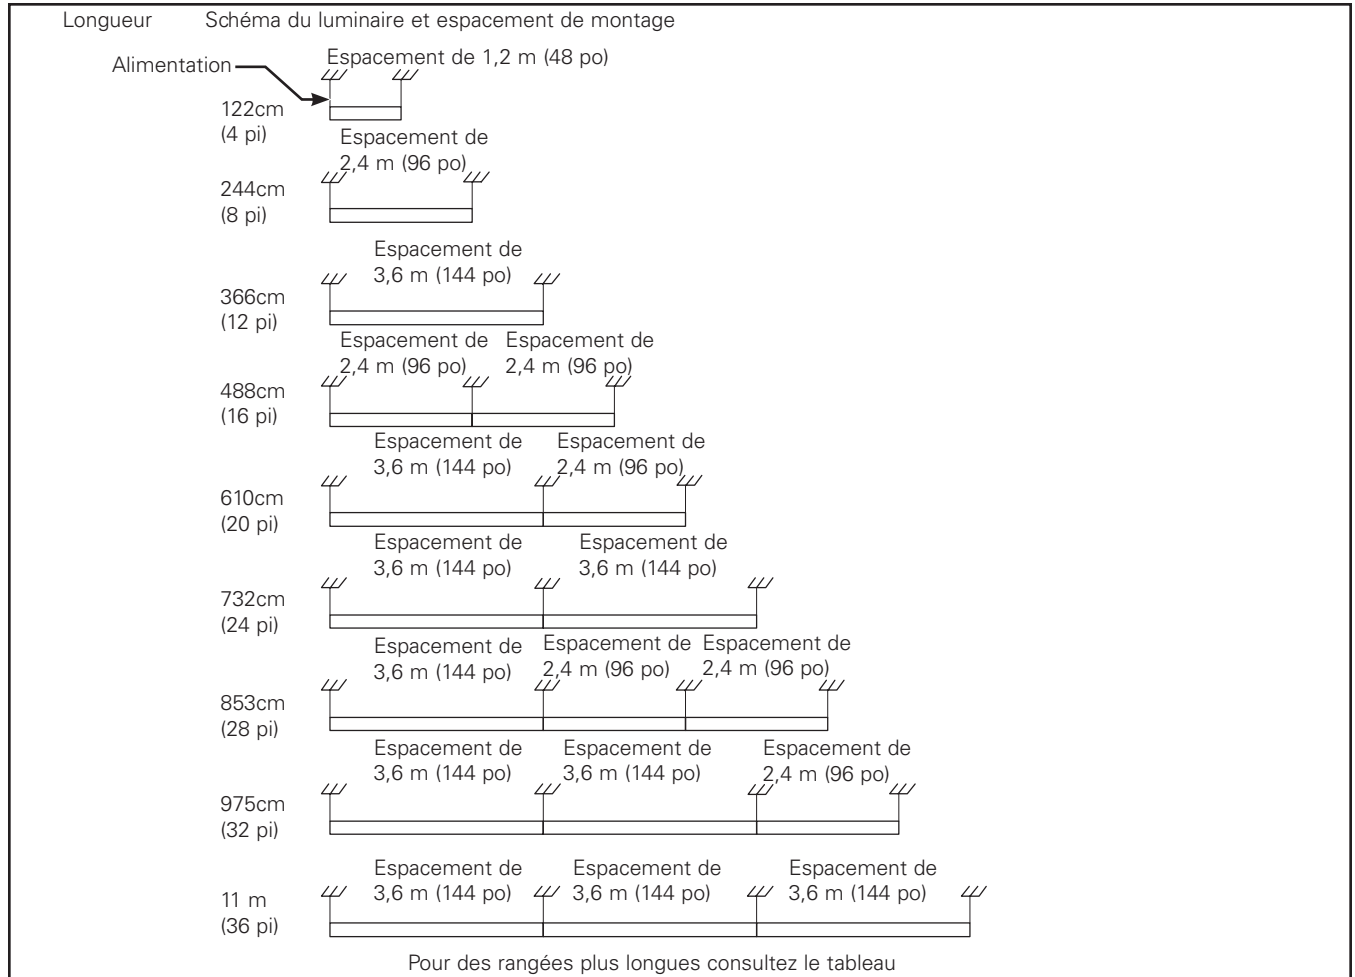 Longueur Schéma du luminaire et espacement de montage
Espacement de 1,2 m (48 po)
Alimentation
122cm
(4 pi)
Espacement de
2,4 m (96 po)
244cm
(8 pi)
Espacement de
3,6 m (144 po)
366cm
(12 pi)
Espacement de Espacement de
2,4 m (96 po) 2,4 m (96 po)
488cm
(16 pi)
Espacement de Espacement de
3,6 m (144 po) 2,4 m (96 po)
610cm
(20 pi)
Espacement de Espacement de
3,6 m (144 po) 3,6 m (144 po)
732cm
(24 pi)
Espacement de Espacement de Espacement de
3,6 m (144 po) 2,4 m (96 po) 2,4 m (96 po)
853cm
(28 pi)
Espacement de Espacement de Espacement de
3,6 m (144 po) 3,6 m (144 po) 2,4 m (96 po)
975cm
(32 pi)
Espacement de Espacement de Espacement de
3,6 m (144 po) 3,6 m (144 po) 3,6 m (144 po)
11 m
(36 pi)
Pour des rangées plus longues consultez le tableau